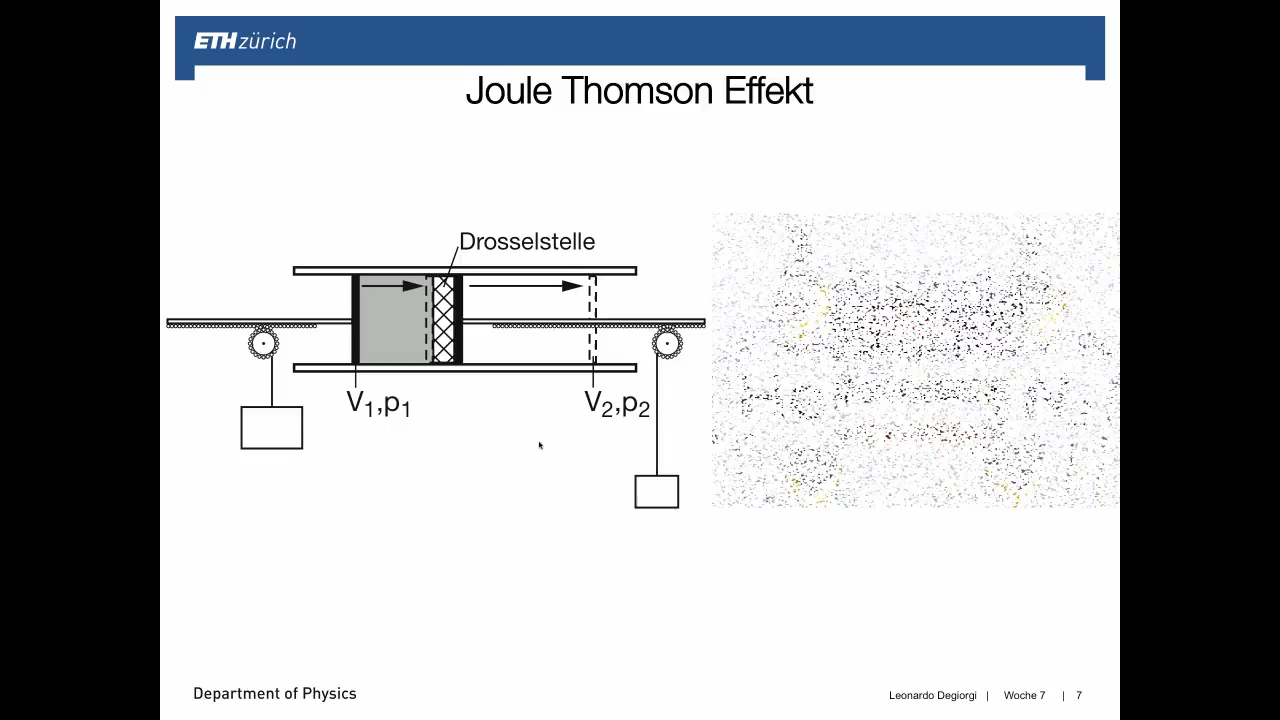 ETH zürich
Joule Thomson Effekt
Drosselstelle
V₁,p₁
V₂,p₂
Department of Physics
Leonardo Degiorgi | Woche 7 | 7